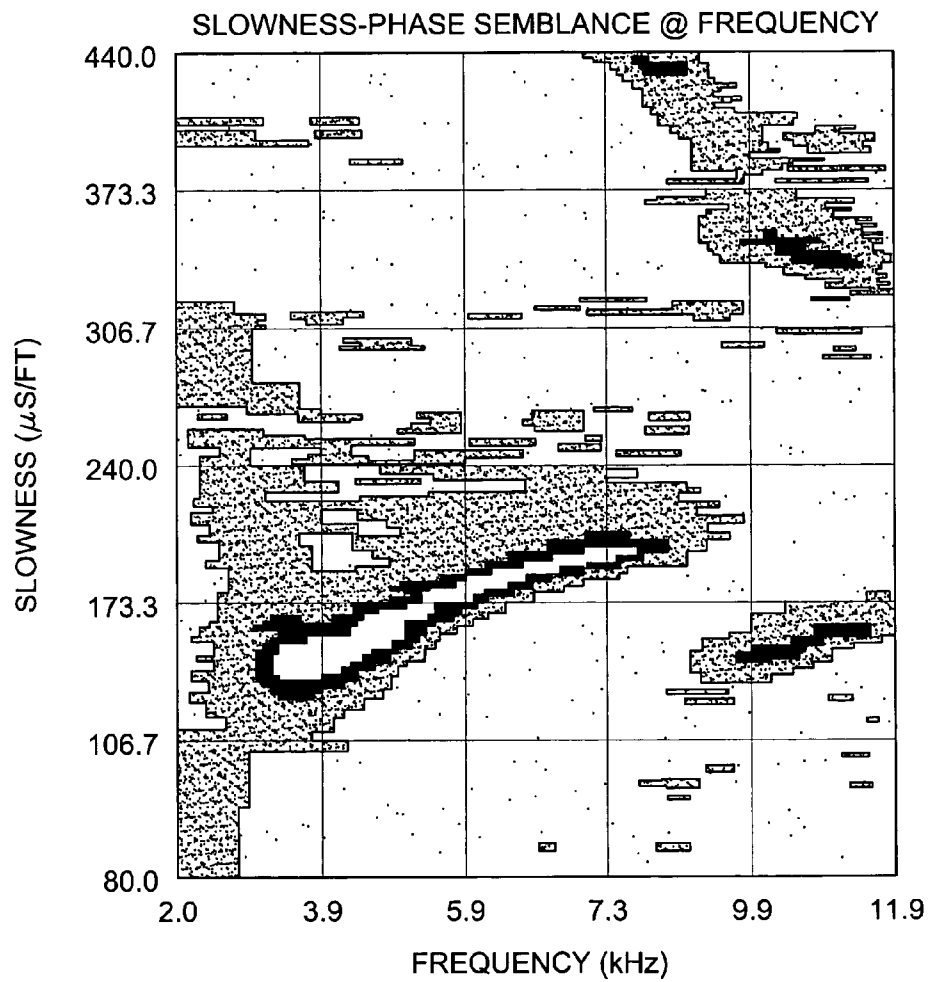 SLOWNESS-PHASE SEMBLANCE @ FREQUENCY
440.0
373.3
306.7
240.0
173.3
106.7
80.0
SLOWNESS (μS/FT)
2.0 3.9 5.9 7.3 9.9 11.9
FREQUENCY (kHz)